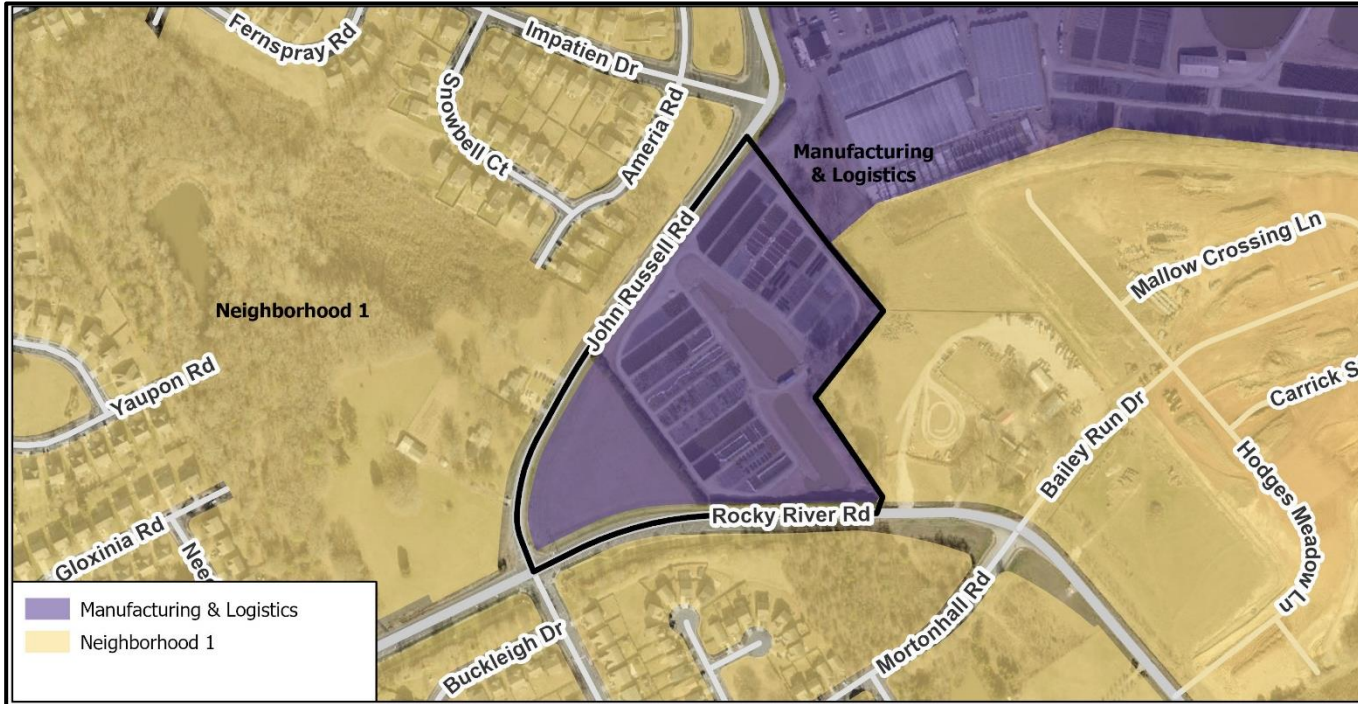 Fernspray Rd
Impatien Dr
Snowbell Ct
Ameria Rd
Manufacturing
& Logistics
John Russell Rd
Mallow Crossing Ln
Neighborhood 1
Yaupon Rd
Carrick S
Bailey Run Dr
Hodges Meadow Ln
Rocky River Rd
Gloxinia Rd
Nee
Mortonhall Rd
Buckleigh Dr
Manufacturing & Logistics
Neighborhood 1